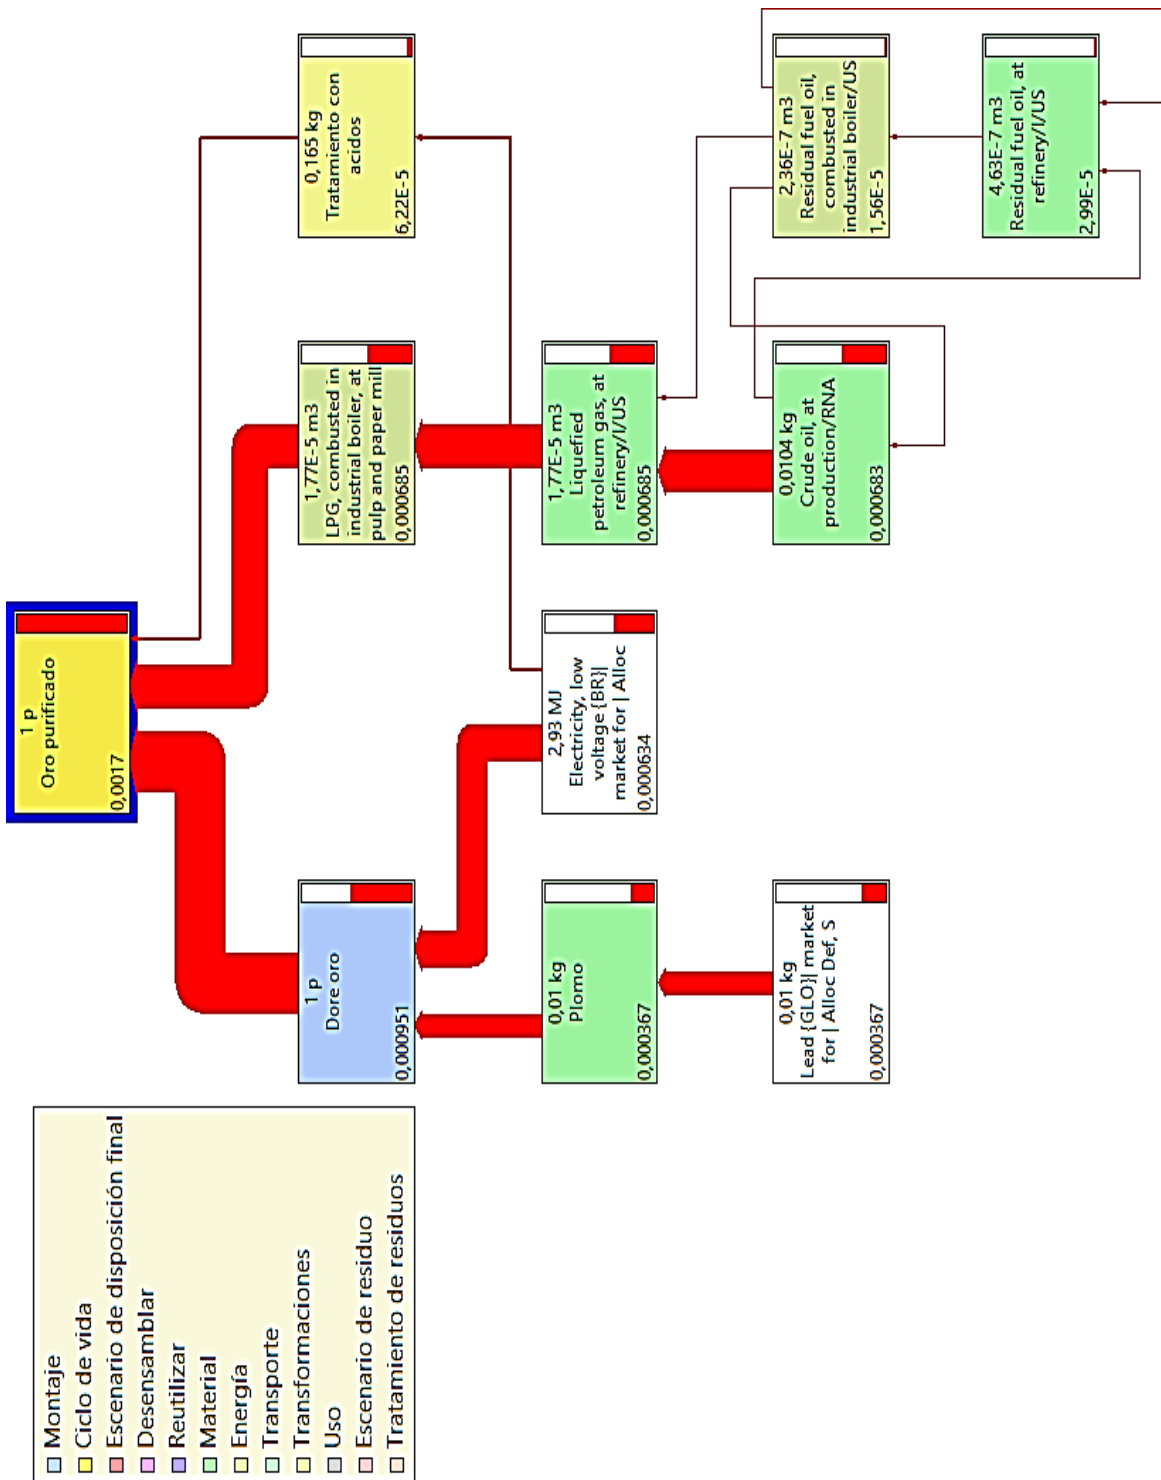 Montaje
Ciclo de vida
Escenario de disposición final
Desensamblar
Reutilizar
Material
Energía
Transporte
Transformaciones
Uso
Escenario de residuo
Tratamiento de residuos
1 p
Oro purificado
0,0017
1 p
Dore oro
0,000951
1,77E-5 m3
LPG, combusted in
industrial boiler, at
pulp and paper mill
0,000685
0,165 kg
Tratamiento con
acidos
6,22E-5
0,01 kg
Plomo
0,000367
2,93 MJ
Electricity, low
voltage {BR}|
market for | Alloc
0,000634
1,77E-5 m3
Liquefied
petroleum gas, at
refinery/l/US
0,000685
0,01 kg
Lead {GLO}| market
for | Alloc Def, S
0,000367
0,0104 kg
Crude oil, at
production/RNA
0,000683
2,36E-7 m3
Residual fuel oil,
combusted in
industrial boiler/US
1,56E-5
4,63E-7 m3
Residual fuel oil, at
refinery/l/US
2,99E-5